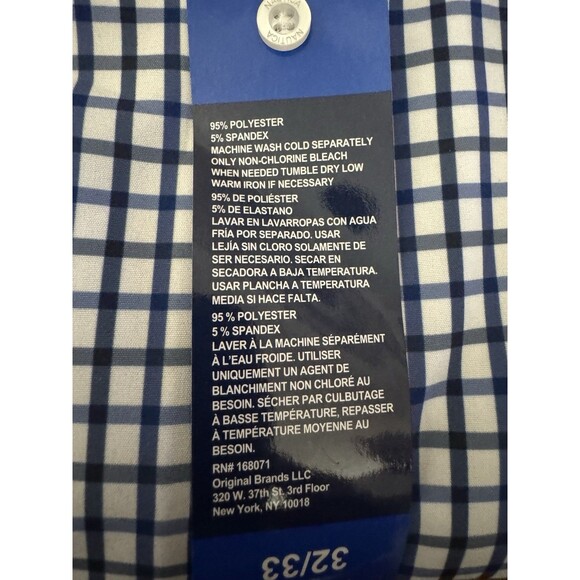 NAUTICA
95% POLYESTER
5% SPANDEX
MACHINE WASH COLD SEPARATELY
ONLY NON-CHLORINE BLEACH
WHEN NEEDED TUMBLE DRY LOW
WARM IRON IF NECESSARY
95% DE POLIÉSTER
5% DE ELASTANO
LAVAR EN LAVARROPAS CON AGUA
FRÍA POR SEPARADO. USAR
LEJÍA SIN CLORO SOLAMENTE DE
SER NECESARIO. SECAR EN
SECADORA A BAJA TEMPERATURA.
USAR PLANCHA A TEMPERATURA
MEDIA SI HACE FALTA.
95 % POLYESTER
5 % SPANDEX
LAVER À LA MACHINE SÉPARÉMENT
À L'EAU FROIDE. UTILISER
UNIQUEMENT UN AGENT DE
BLANCHIMENT NON CHLORÉ AU
BESOIN. SÉCHER PAR CULBUTAGE
À BASSE TEMPÉRATURE, REPASSER
À TEMPÉRATURE MOYENNE AU
BESOIN.
RN# 168071
Original Brands LLC
320 W. 37th St. 3rd Floor
New York, NY 10018
32/33